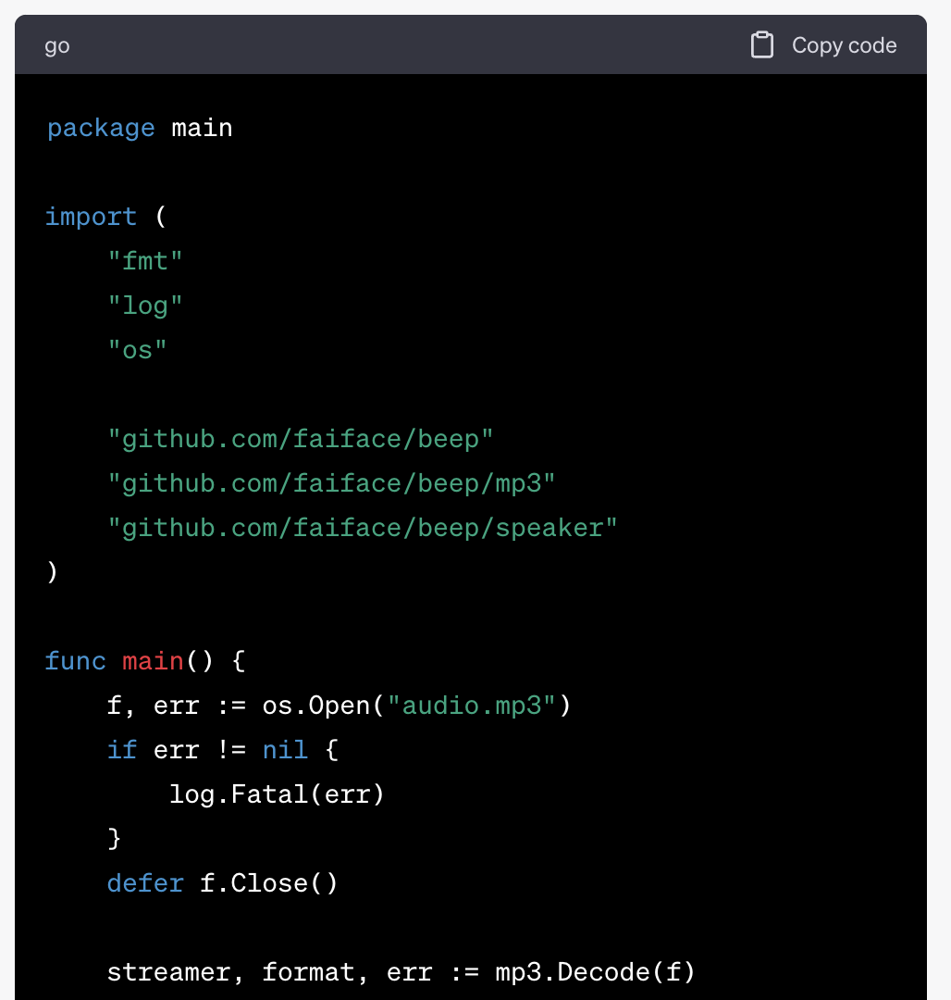 go
Copy code
package main
import (
"fmt"
"log"
"os"
"github.com/faiface/beep"
"github.com/faiface/beep/mp3"
"github.com/faiface/beep/speaker"
)
func main() {
f, err := os.Open("audio.mp3")
if err != nil {
log.Fatal(err)
}
defer f.Close()
streamer, format, err := mp3.Decode(f)